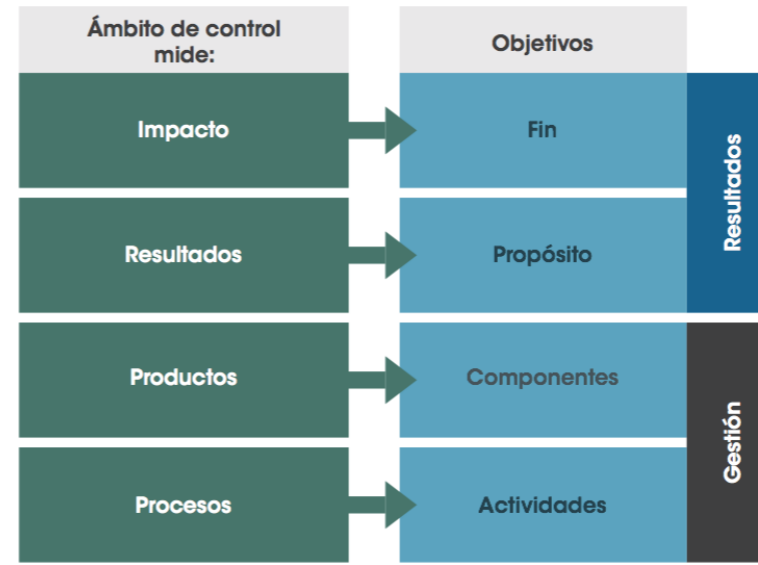 Ámbito de control
mide:
Objetivos
Impacto
Fin
Resultados
Propósito
Resultados
Productos
Componentes
Procesos
Actividades
Gestión